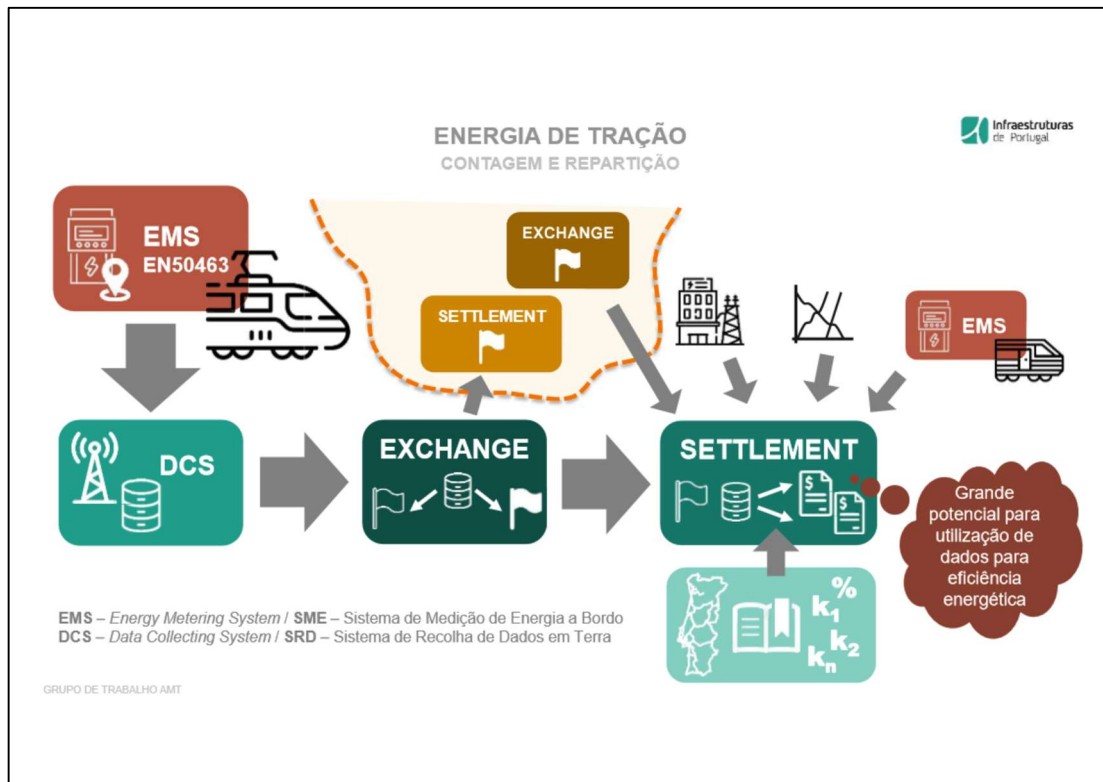 ENERGIA DE TRAÇÃO
CONTAGEM E REPARTIÇÃO
Infraestruturas
de Portugal
EMS
EN50463
EXCHANGE
SETTLEMENT
EMS
DCS
EXCHANGE
SETTLEMENT
$
$
Grande
potencial para
utilização de
dados para
eficiência
energética
%
k1
k2
kn
EMS – Energy Metering System / SME – Sistema de Medição de Energia a Bordo
DCS – Data Collecting System / SRD – Sistema de Recolha de Dados em Terra
GRUPO DE TRABALHO AMT